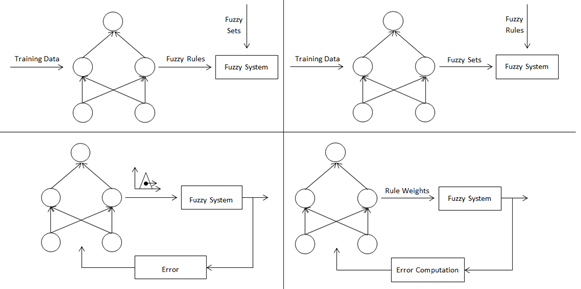 Fuzzy
Sets
Training Data
Fuzzy Rules
Fuzzy System
Fuzzy
Rules
Training Data
Fuzzy Sets
Fuzzy System
Fuzzy System
Error
Rule Weights
Fuzzy System
Error Computation